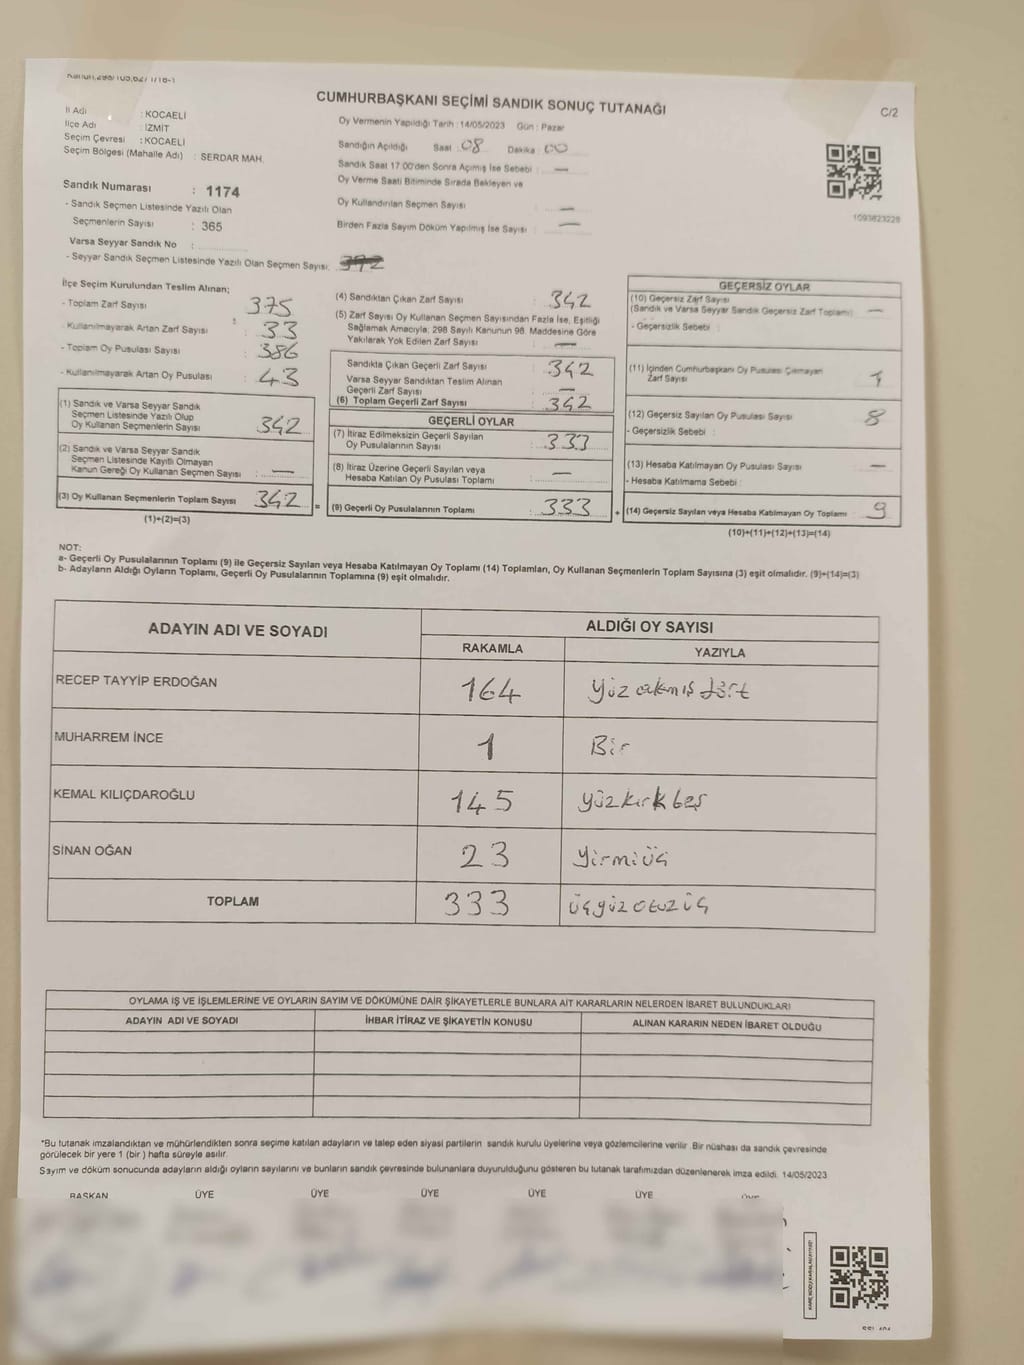 CUMHURBAŞKANI SEÇİMİ SANDIK SONUÇ TUTANAĞI
C/2
İl Adı : KOCAELİ
İlçe Adı : İZMİT
Seçim Çevresi : KOCAELİ
Seçim Bölgesi (Mahalle Adı) : SERDAR MAH.
Oy Vermenin Yapıldığı Tarih : 14/05/2023 Gün : Pazar
Sandığın Açıldığı Saat : 08 Dakika : 00
Sandık Saat 17:00'den Sonra Açılmış İse Sebebi : —
Oy Verme Saati Bitiminde Sırada Bekleyen ve
Oy Kullandırılan Seçmen Sayısı : —
Birden Fazla Sayım Döküm Yapılmış İse Sayısı : —
1093823228
Sandık Numarası : 1174
- Sandık Seçmen Listesinde Yazılı Olan
Seçmenlerin Sayısı : 365
Varsa Seyyar Sandık No :
- Seyyar Sandık Seçmen Listesinde Yazılı Olan Seçmen Sayısı:
İlçe Seçim Kurulundan Teslim Alınan;
- Toplam Zarf Sayısı : 375
- Kullanılmayarak Artan Zarf Sayısı : 33
- Toplam Oy Pusulası Sayısı : 386
- Kullanılmayarak Artan Oy Pusulası : 43
(1) Sandık ve Varsa Seyyar Sandık
Seçmen Listesinde Yazılı Olup
Oy Kullanan Seçmenlerin Sayısı : 342
(2) Sandık ve Varsa Seyyar Sandık
Seçmen Listesinde Kayıtlı Olmayan
Kanun Gereği Oy Kullanan Seçmen Sayısı : —
(3) Oy Kullanan Seçmenlerin Toplam Sayısı 342 =
(1)+(2)=(3)
(4) Sandıktan Çıkan Zarf Sayısı : 342
(5) Zarf Sayısı Oy Kullanan Seçmen Sayısından Fazla İse, Eşitliği
Sağlamak Amacıyla; 298 Sayılı Kanunun 98. Maddesine Göre
Yakılarak Yok Edilen Zarf Sayısı : —
Sandıkta Çıkan Geçerli Zarf Sayısı : 342
Varsa Seyyar Sandıktan Teslim Alınan
Geçerli Zarf Sayısı : —
(6) Toplam Geçerli Zarf Sayısı : 342
GEÇERLİ OYLAR
(7) İtiraz Edilmeksizin Geçerli Sayılan
Oy Pusulalarının Sayısı : 333
(8) İtiraz Üzerine Geçerli Sayılan veya
Hesaba Katılan Oy Pusulası Toplamı : —
(9) Geçerli Oy Pusulalarının Toplamı : 333 +
GEÇERSİZ OYLAR
(10) Geçersiz Zarf Sayısı
(Sandık ve Varsa Seyyar Sandık Geçersiz Zarf Toplamı) : —
- Geçersizlik Sebebi :
(11) İçinden Cumhurbaşkanı Oy Pusulası Çıkmayan
Zarf Sayısı : 1
(12) Geçersiz Sayılan Oy Pusulası Sayısı : 8
- Geçersizlik Sebebi :
(13) Hesaba Katılmayan Oy Pusulası Sayısı : —
- Hesaba Katılmama Sebebi :
(14) Geçersiz Sayılan veya Hesaba Katılmayan Oy Toplamı : 9
(10)+(11)+(12)+(13)=(14)
NOT:
a- Geçerli Oy Pusulalarının Toplamı (9) ile Geçersiz Sayılan veya Hesaba Katılmayan Oy Toplamı (14) Toplamları, Oy Kullanan Seçmenlerin Toplam Sayısına (3) eşit olmalıdır. (9)+(14)=(3)
b- Adayların Aldığı Oyların Toplamı, Geçerli Oy Pusulalarının Toplamına (9) eşit olmalıdır.
ADAYIN ADI VE SOYADI ALDIĞI OY SAYISI
RAKAMLA YAZIYLA
RECEP TAYYİP ERDOĞAN 164 Yüz atmış dört
MUHARREM İNCE 1 Bir
KEMAL KILIÇDAROĞLU 145 yüzkırkbeş
SİNAN OĞAN 23 yirmiüç
TOPLAM 333 üçyüzotuzüç
OYLAMA İŞ VE İŞLEMLERİNE VE OYLARIN SAYIM VE DÖKÜMÜNE DAİR ŞİKAYETLERLE BUNLARA AİT KARARLARIN NELERDEN İBARET BULUNDUKLARI
ADAYIN ADI VE SOYADI İHBAR İTİRAZ VE ŞİKAYETİN KONUSU ALINAN KARARIN NEDEN İBARET OLDUĞU
*Bu tutanak imzalandıktan ve mühürlendikten sonra seçime katılan adayların ve talep eden siyasi partilerin sandık kurulu üyelerine veya gözlemcilerine verilir. Bir nüshası da sandık çevresinde
görülecek bir yere 1 (bir ) hafta süreyle asılır.
Sayım ve döküm sonucunda adayların aldığı oyların sayılarını ve bunların sandık çevresinde bulunanlara duyurulduğunu gösteren bu tutanak tarafımızdan düzenlenerek imza edildi. 14/05/2023
BAŞKAN ÜYE ÜYE ÜYE ÜYE ÜYE ÜYE